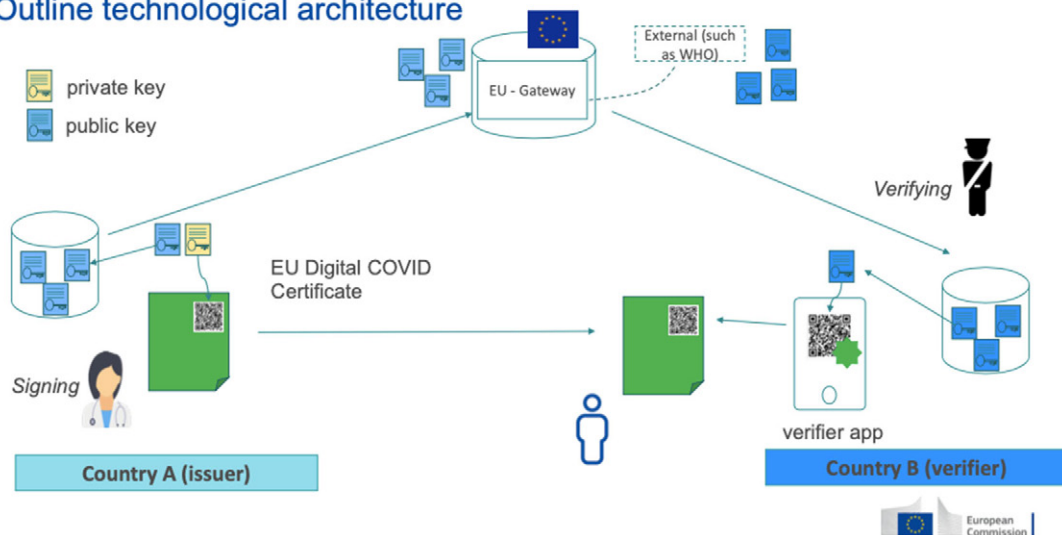 Outline technological architecture
External (such
as WHO)
private key
EU - Gateway
public key
Verifying
EU Digital COVID
Certificate
Signing
verifier app
Country A (issuer)
Country B (verifier)
European
Commission